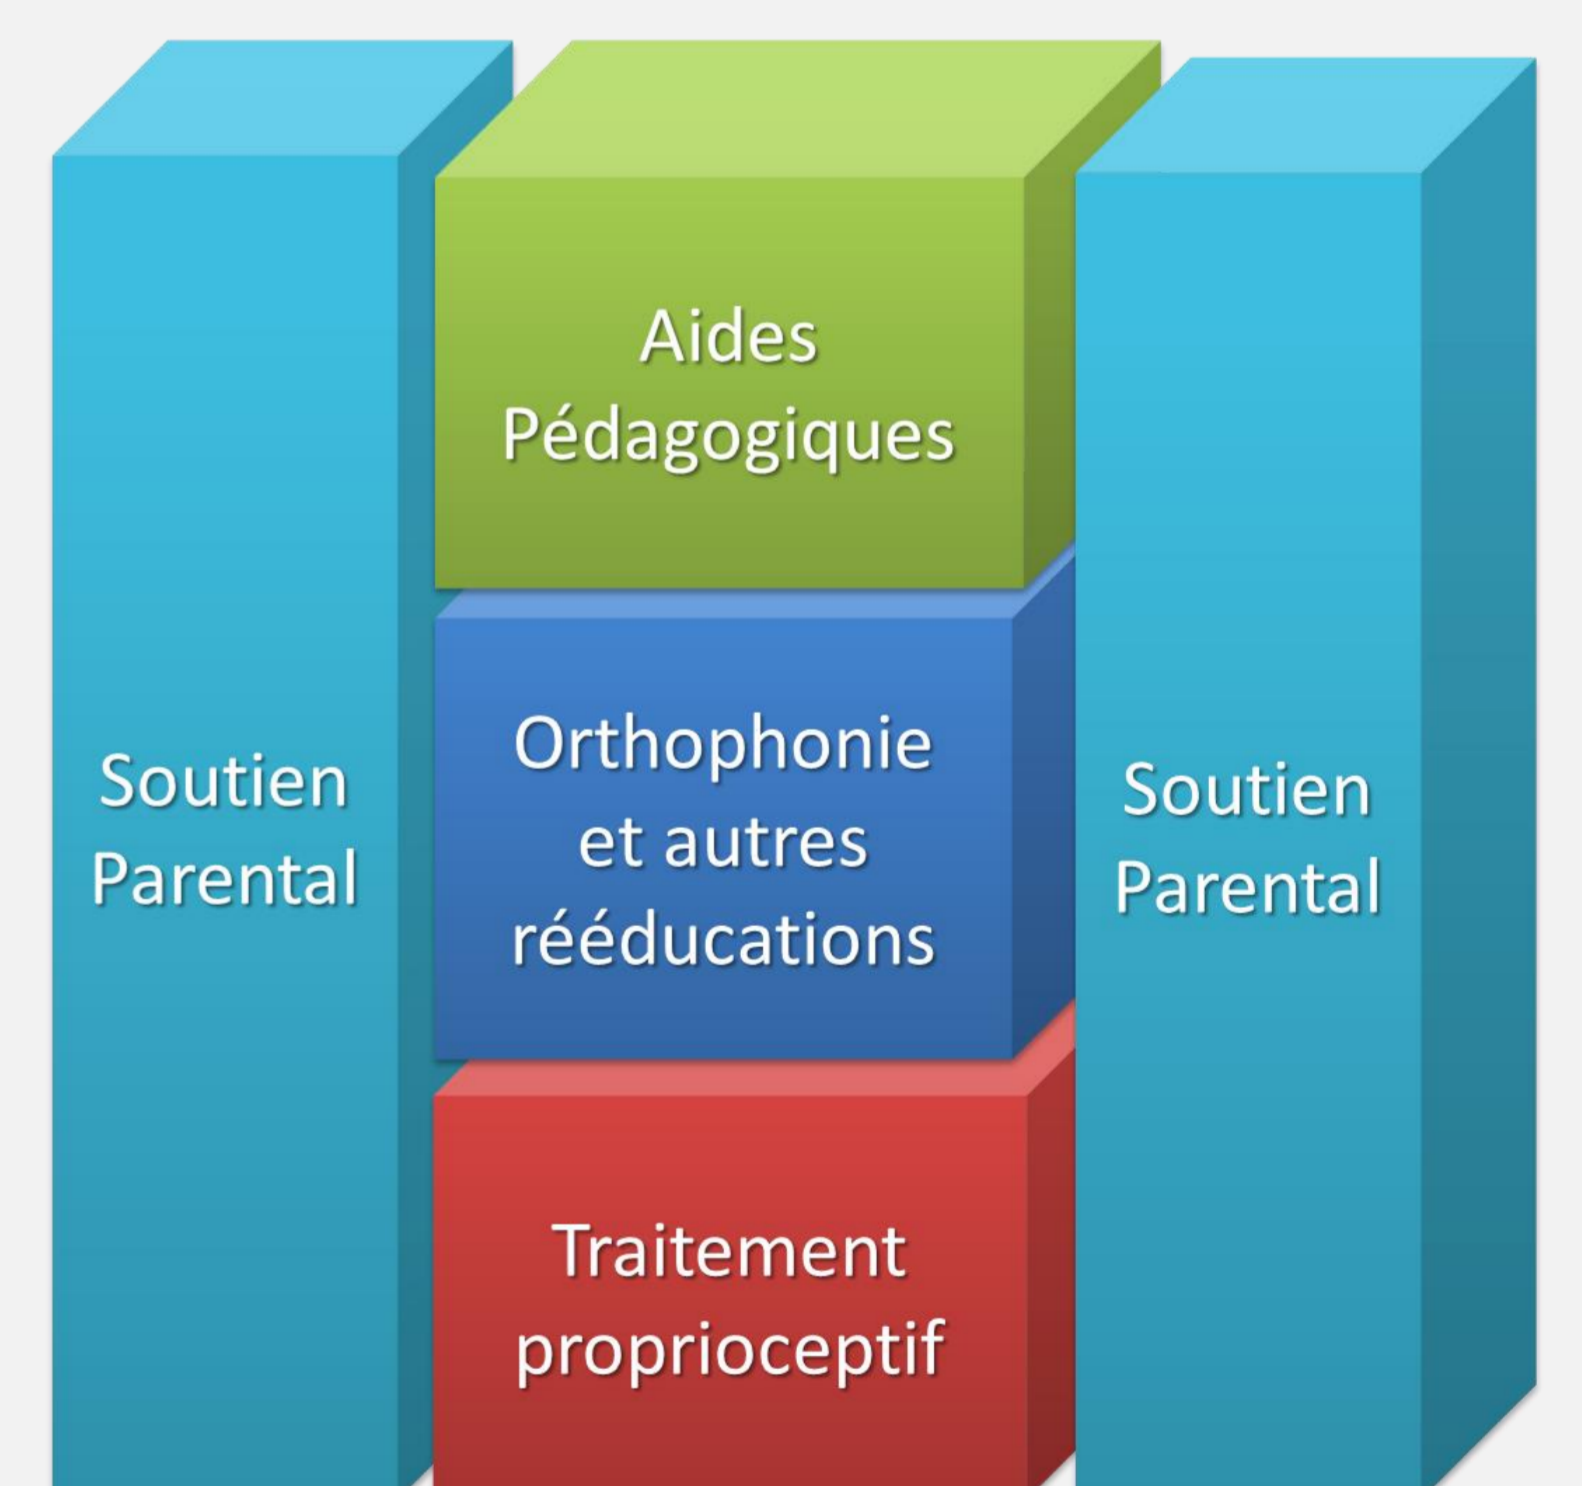 Soutien
Parental
Aides
Pédagogiques
Orthophonie
et autres
rééducations
Traitement
proprioceptif
Soutien
Parental